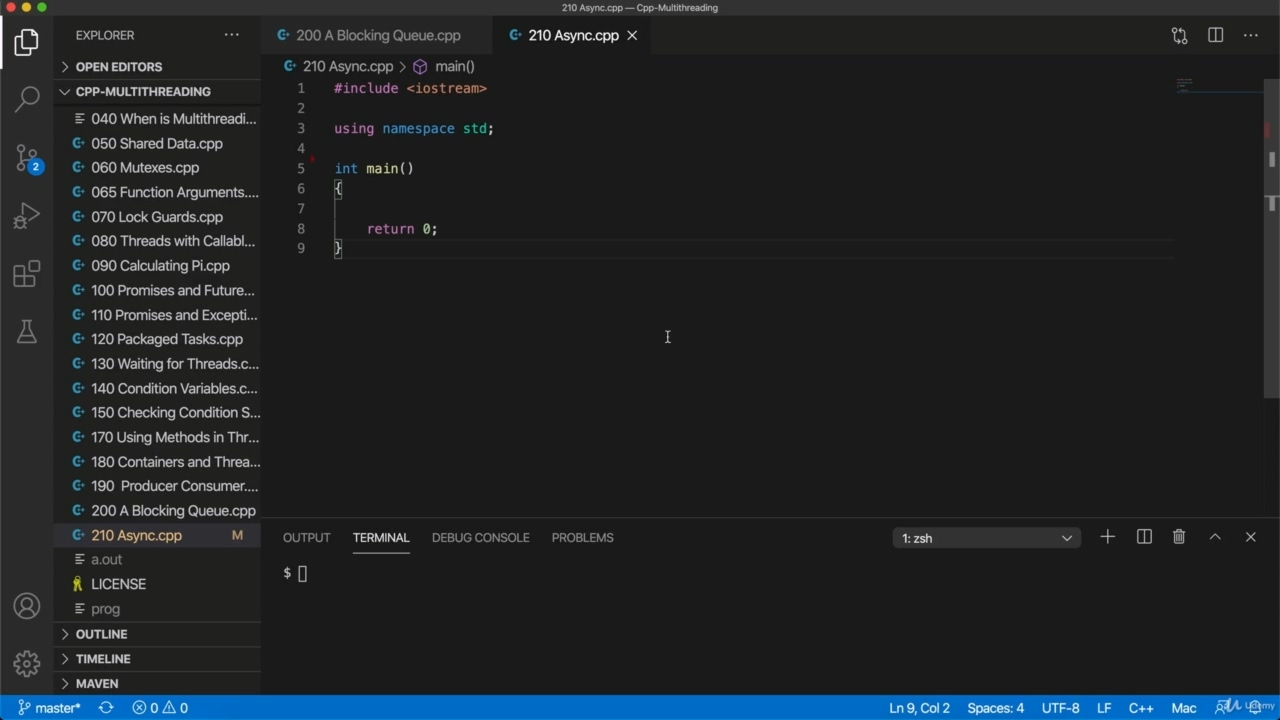 210 Async.cpp — Cpp-Multithreading
EXPLORER
200 A Blocking Queue.cpp
210 Async.cpp
OPEN EDITORS
CPP-MULTITHREADING
040 When is Multithreadi...
050 Shared Data.cpp
060 Mutexes.cpp
065 Function Arguments....
070 Lock Guards.cpp
080 Threads with Callabl...
090 Calculating Pi.cpp
100 Promises and Future...
110 Promises and Excepti...
120 Packaged Tasks.cpp
130 Waiting for Threads.c...
140 Condition Variables.c...
150 Checking Condition S...
170 Using Methods in Thr...
180 Containers and Threa...
190 Producer Consumer....
200 A Blocking Queue.cpp
210 Async.cpp M
a.out
LICENSE
prog
OUTLINE
TIMELINE
MAVEN
2
210 Async.cpp > main()
1 #include <iostream>
2
3 using namespace std;
4
5 int main()
6 {
7
8 return 0;
9 }
OUTPUT TERMINAL DEBUG CONSOLE PROBLEMS
1: zsh
$
master* 0 0
Ln 9, Col 2 Spaces: 4 UTF-8 LF C++ Mac
Udemy